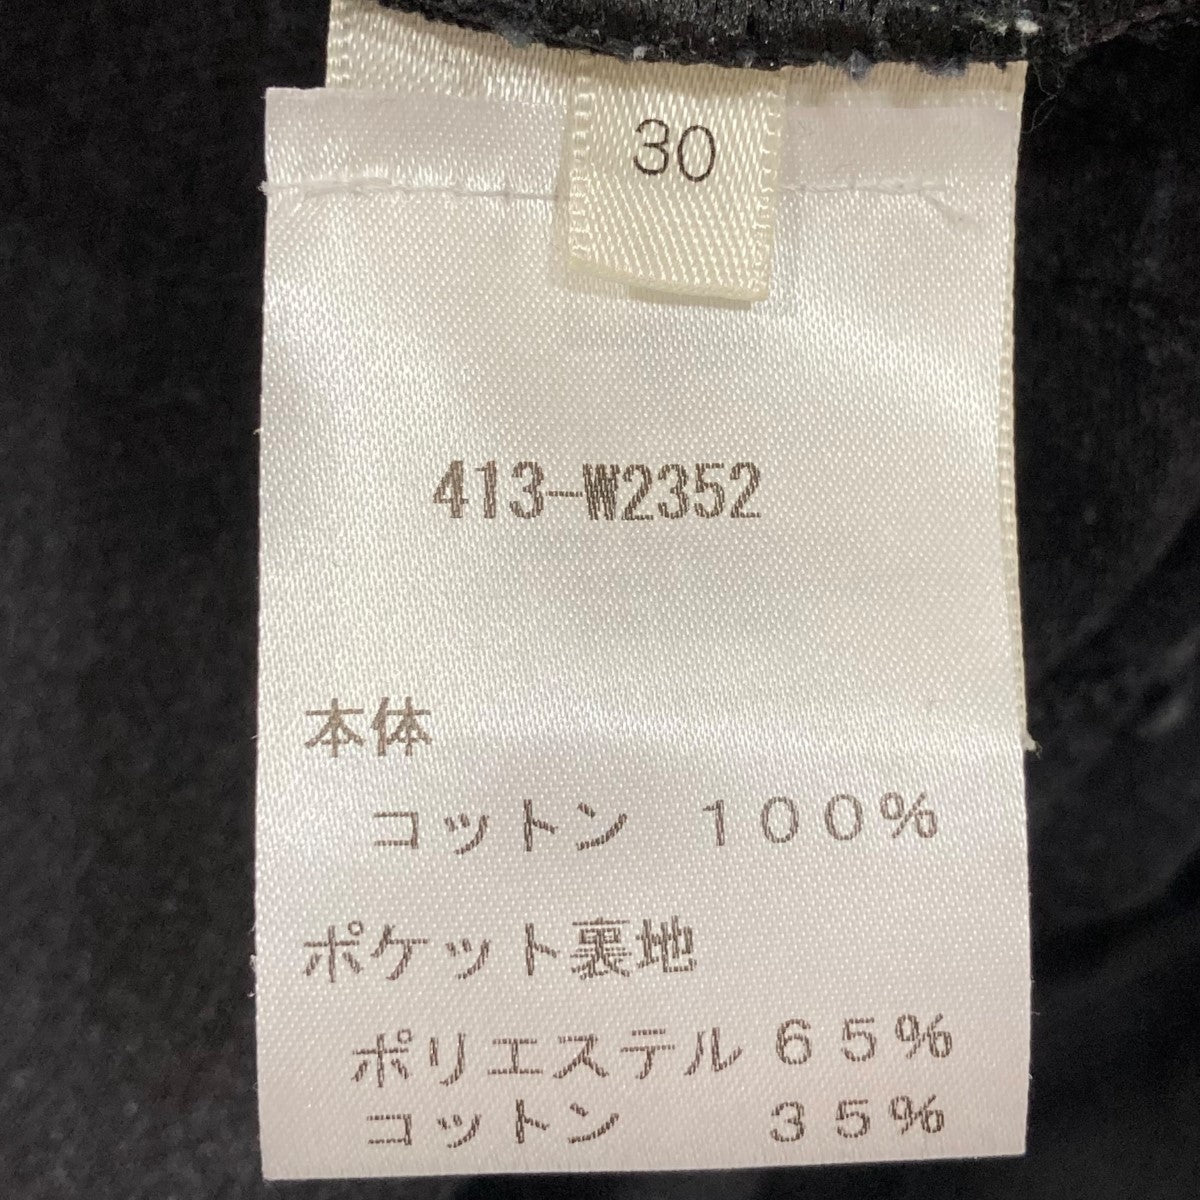 30
413-W2352
本体
コットン 100%
ポケット裏地
ポリエステル 65%
コットン 35%